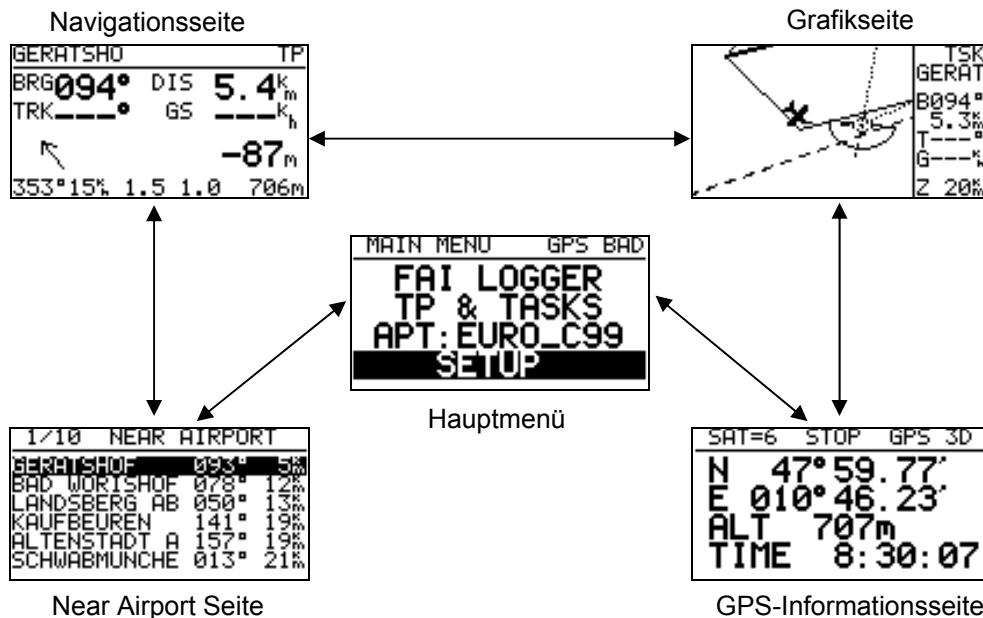 Navigationsseite
GERATSHO TP
BRG094° DIS 5.4km
TRK___° GS ___kh
-87m
353°15kh 1.5 1.0 706m
Grafikseite
TSK
GERAT
B094°
5.3km
T---°
G---kh
Z 20km
MAIN MENU GPS BAD
FAI LOGGER
TP & TASKS
APT:EURO_C99
SETUP
Hauptmenü
1/10 NEAR AIRPORT
GERATSHOF 093° 5km
BAD WORISHOF 078° 12km
LANDSBERG AB 050° 13km
KAUFBEUREN 141° 19km
ALTENSTADT A 157° 19km
SCHWABMUNCHE 013° 21km
Near Airport Seite
SAT=6 STOP GPS 3D
N 47°59.77'
E 010°46.23'
ALT 707m
TIME 8:30:07
GPS-Informationsseite